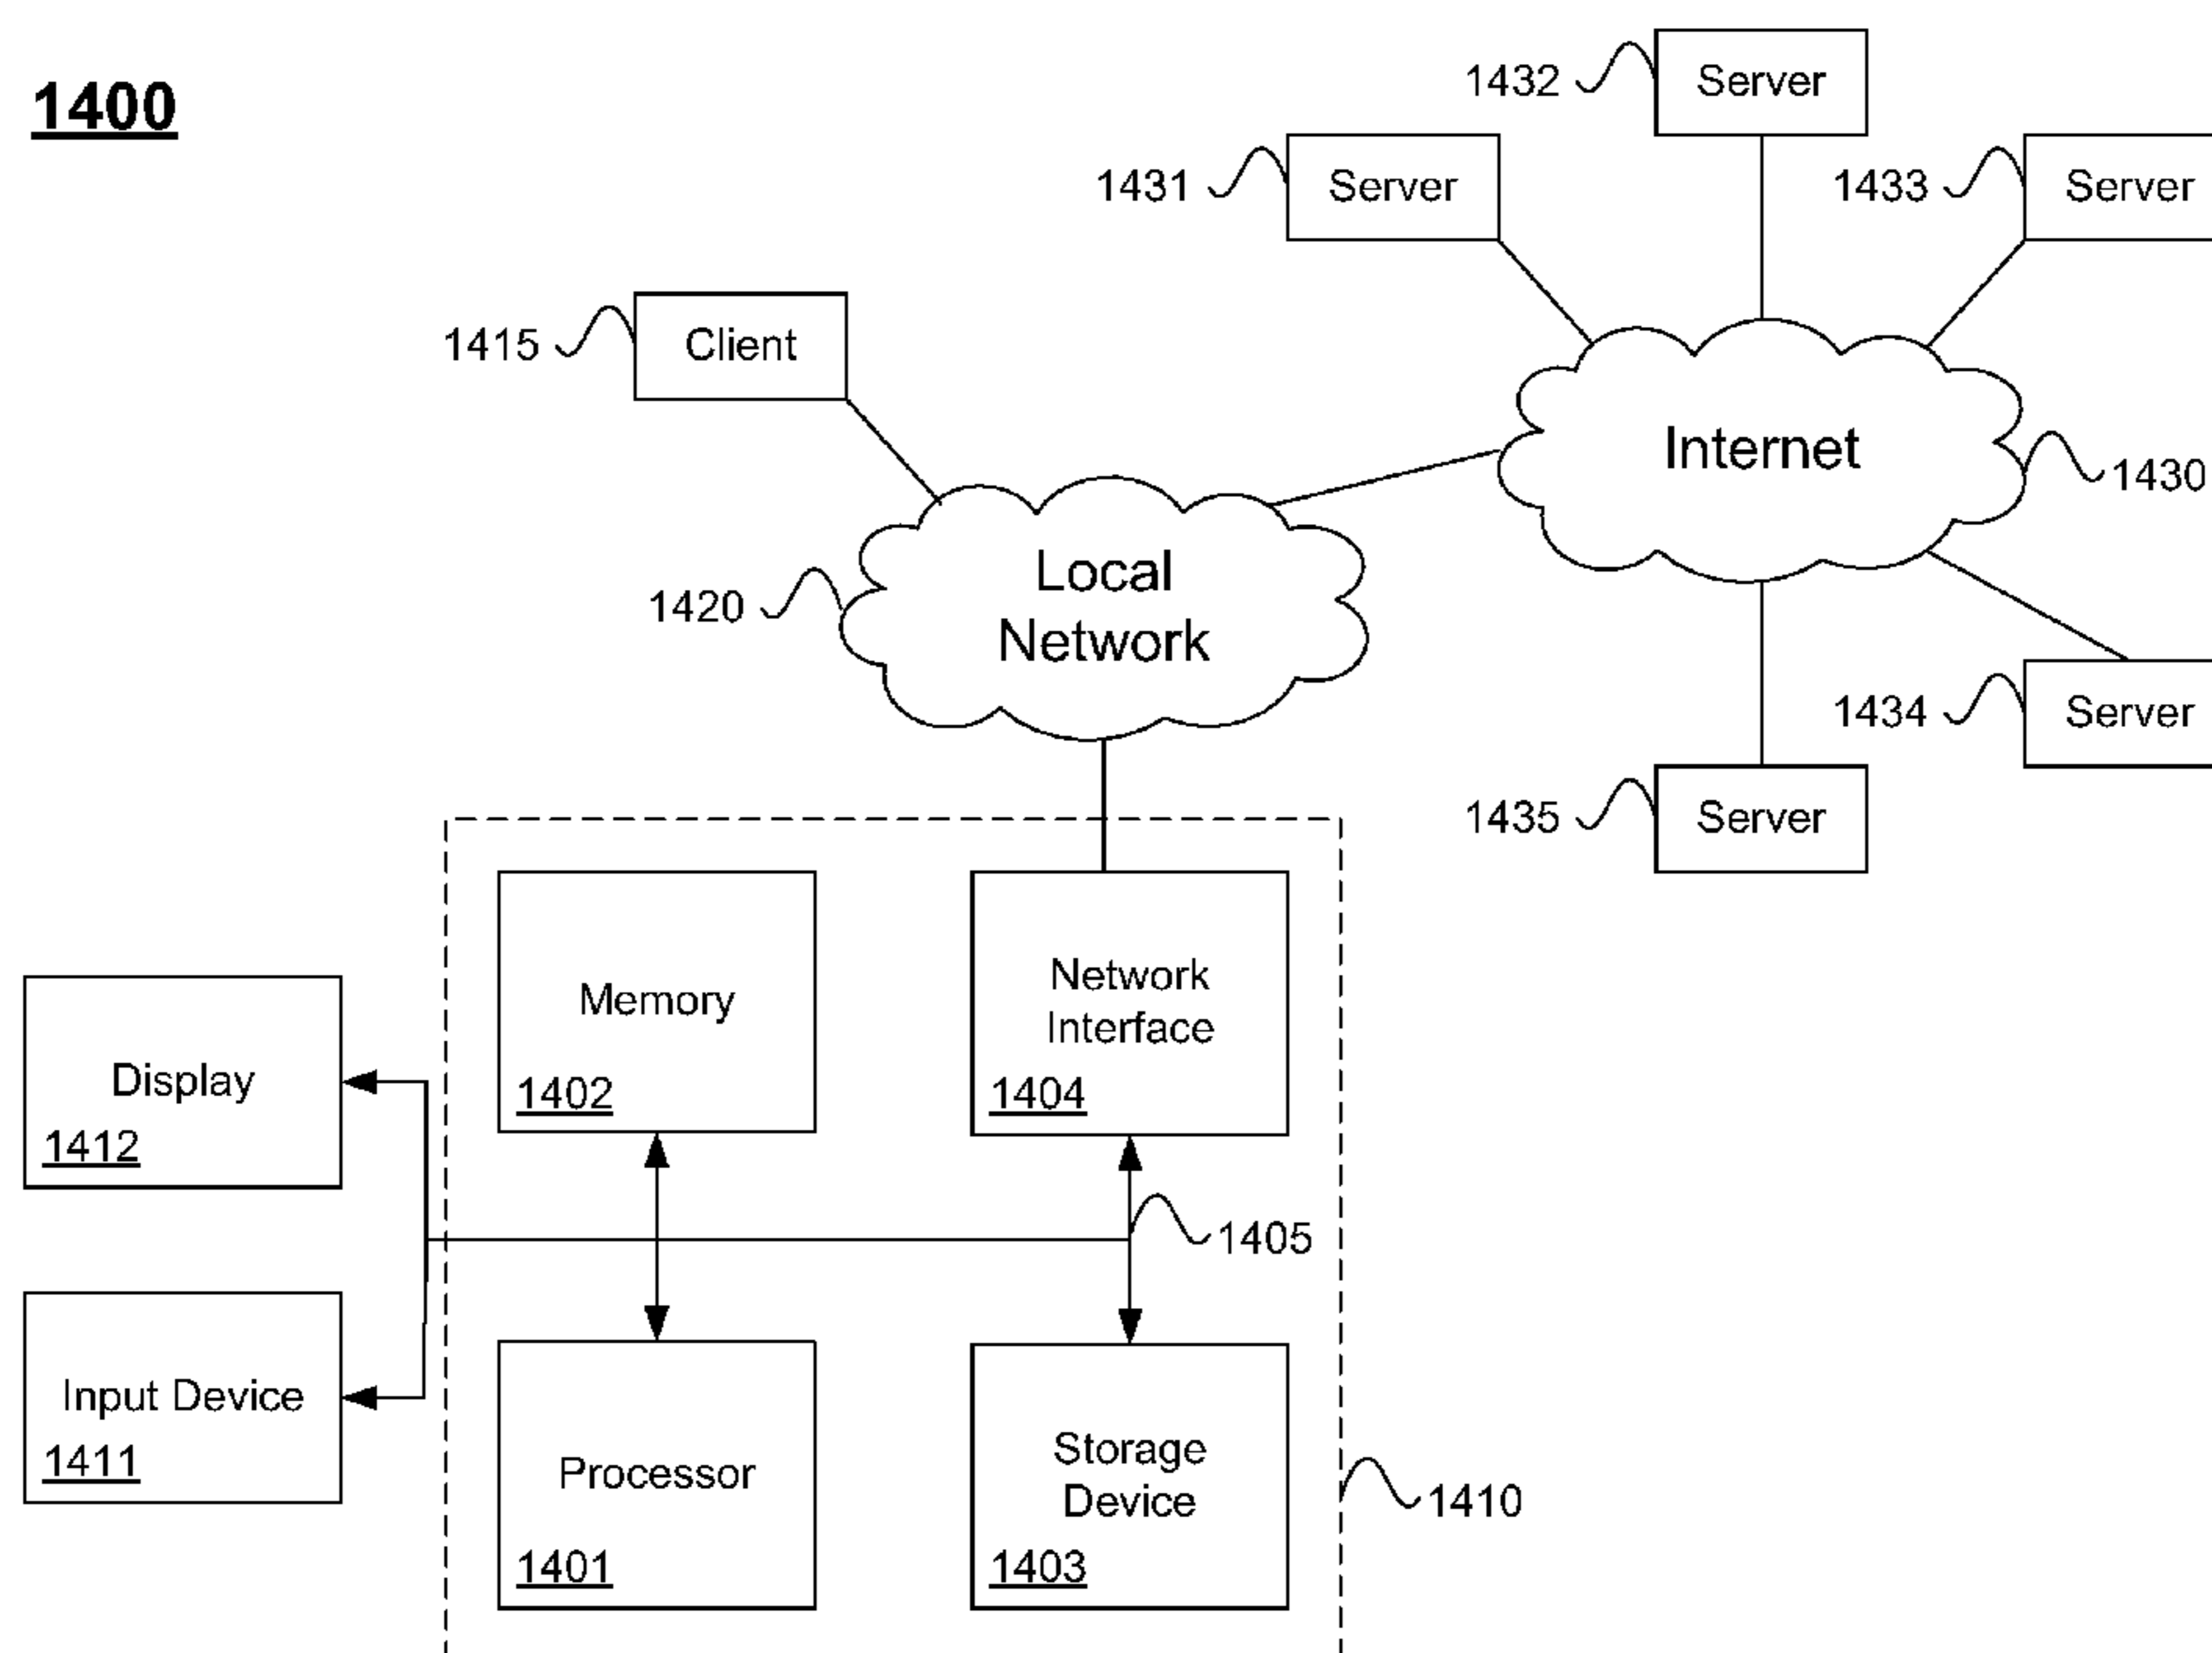 1400
1432
Server
1431
Server
1433
Server
1415
Client
Internet
1430
Local
Network
1420
1434
Server
1435
Server
Memory
1402
Network
Interface
1404
Display
1412
1405
Input Device
1411
Processor
1401
Storage
Device
1403
1410